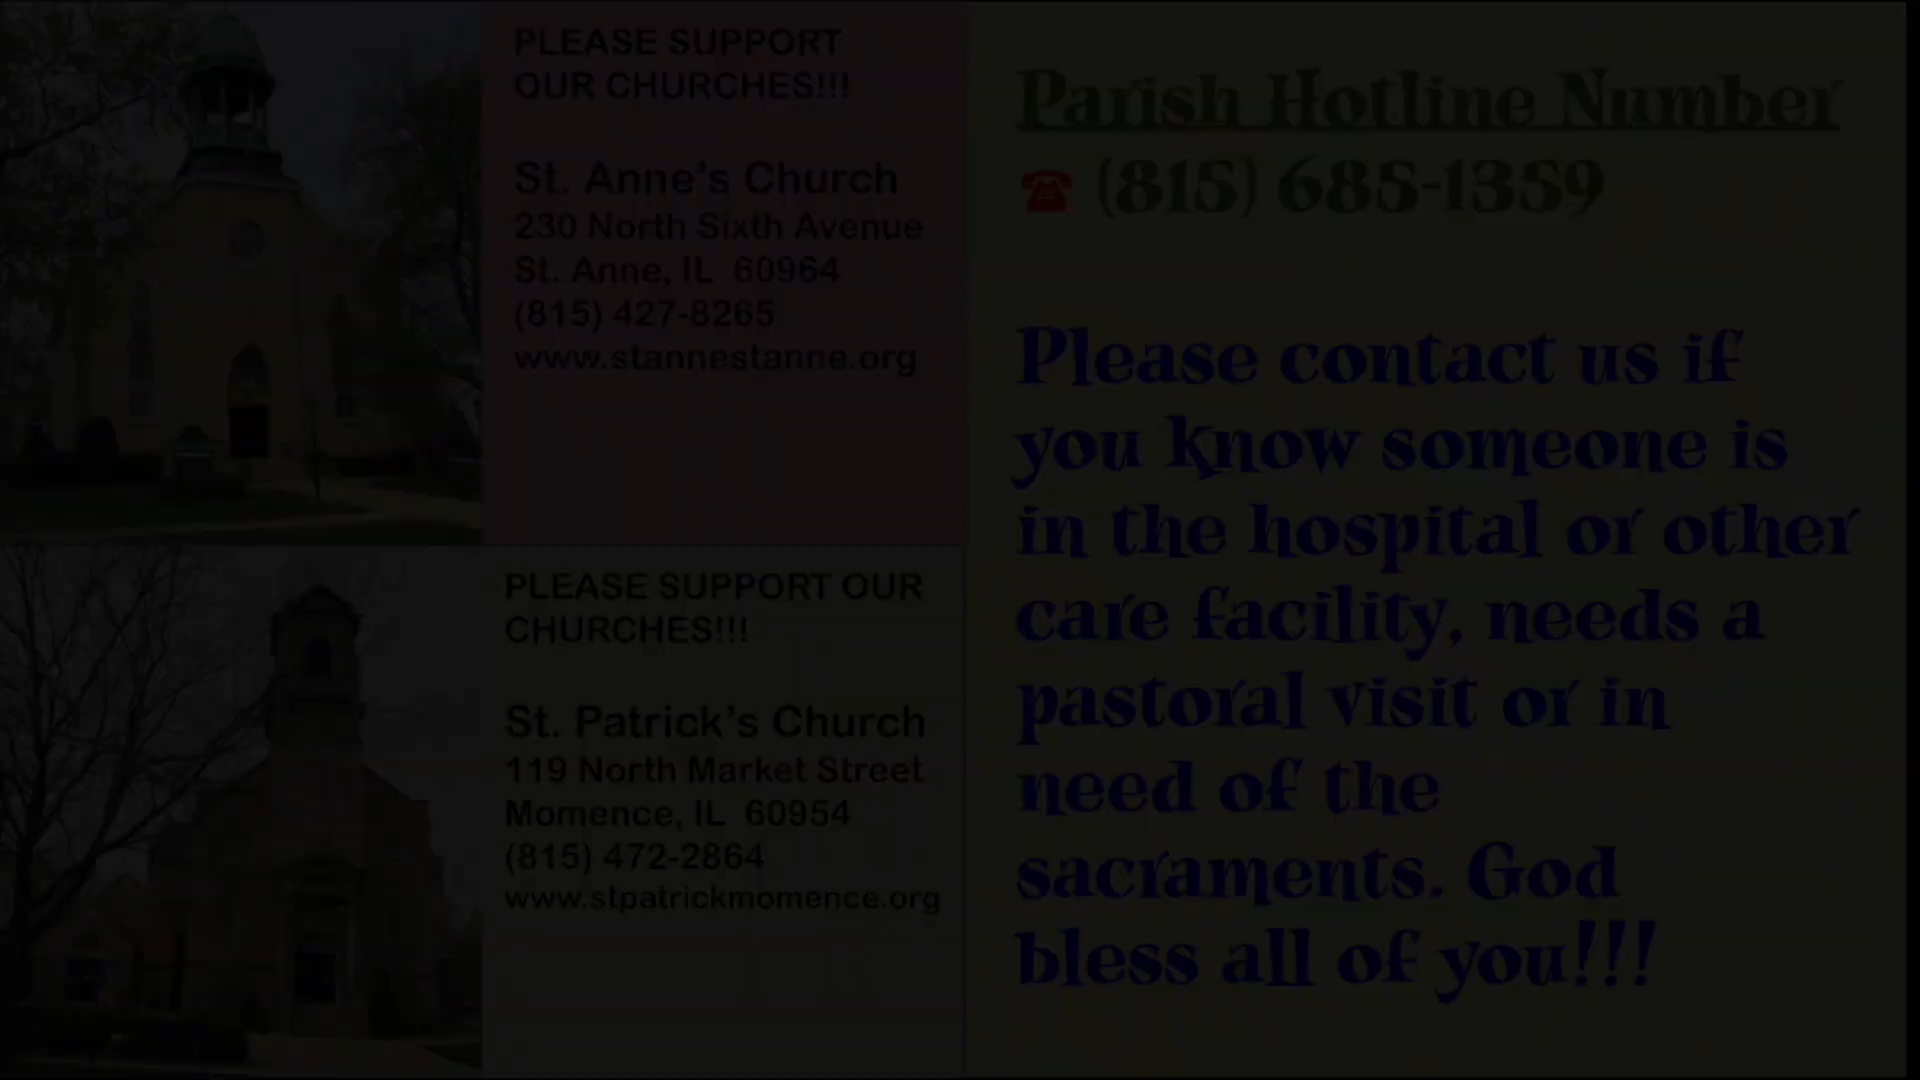 PLEASE SUPPORT
OUR CHURCHES!!!
St. Anne's Church
230 North Sixth Avenue
St. Anne, IL 60964
(815) 427-8265
www.stannestanne.org
PLEASE SUPPORT OUR
CHURCHES!!!
St. Patrick's Church
119 North Market Street
Momence, IL 60954
(815) 472-2864
www.stpatrickmomence.org
Parish Hotline Number
☎ (815) 685-1359
Please contact us if
you know someone is
in the hospital or other
care facility, needs a
pastoral visit or in
need of the
sacraments. God
bless all of you!!!